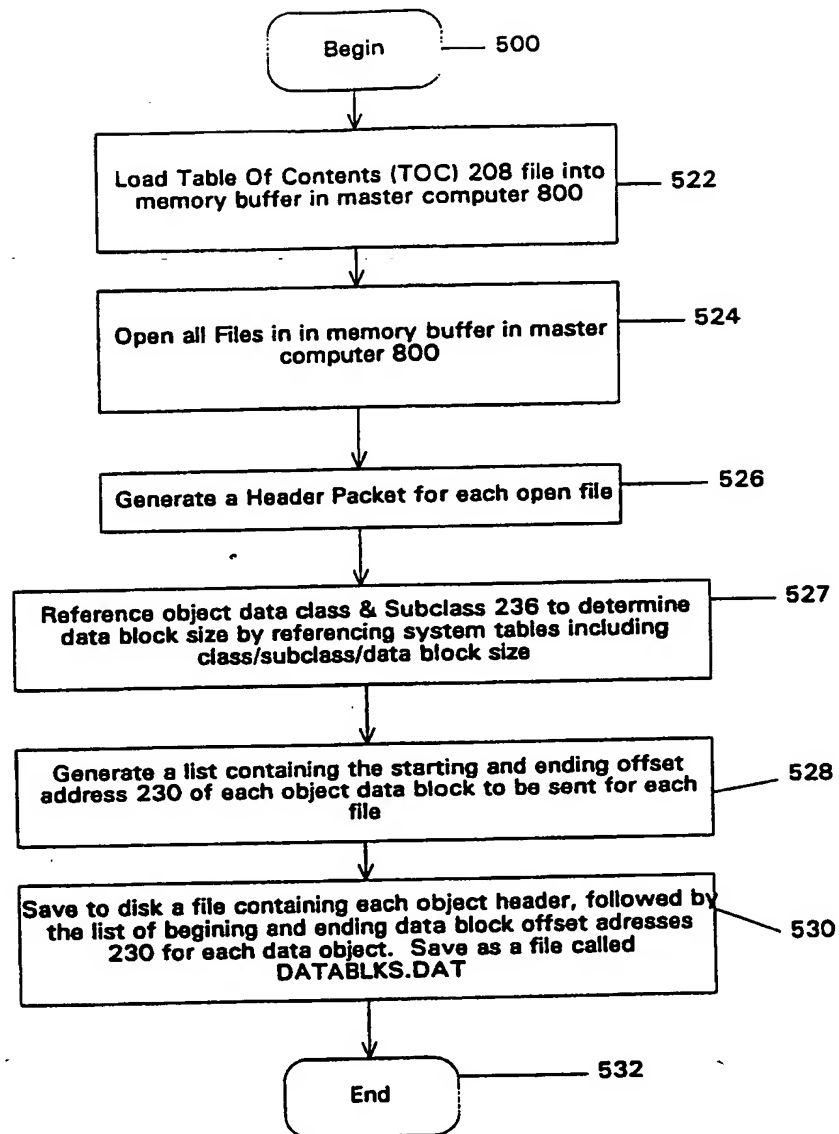 Begin
500
Load Table Of Contents (TOC) 208 file into
memory buffer in master computer 800
522
Open all Files in in memory buffer in master
computer 800
524
Generate a Header Packet for each open file
526
Reference object data class & Subclass 236 to determine
data block size by referencing system tables including
class/subclass/data block size
527
Generate a list containing the starting and ending offset
address 230 of each object data block to be sent for each
file
528
Save to disk a file containing each object header, followed by
the list of begining and ending data block offset adresses
230 for each data object. Save as a file called
DATABLKS.DAT
530
End
532